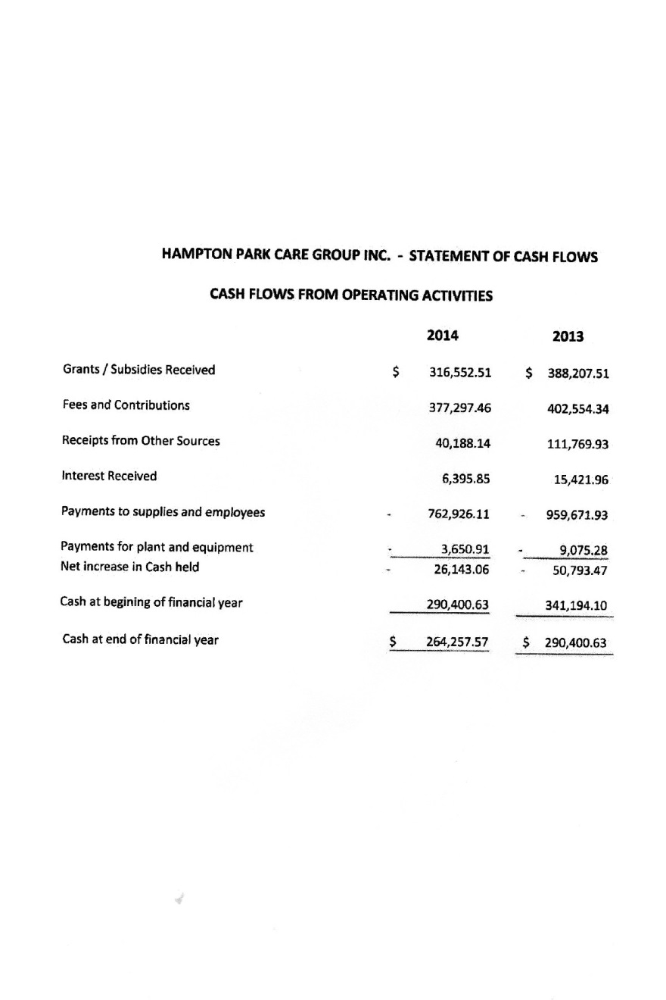 HAMPTON PARK CARE GROUP INC. - STATEMENT OF CASH FLOWS
CASH FLOWS FROM OPERATING ACTIVITIES
2014 2013
Grants / Subsidies Received $ 316,552.51 $ 388,207.51
Fees and Contributions 377,297.46 402,554.34
Receipts from Other Sources 40,188.14 111,769.93
Interest Received 6,395.85 15,421.96
Payments to supplies and employees - 762,926.11 - 959,671.93
Payments for plant and equipment - 3,650.91 - 9,075.28
Net increase in Cash held - 26,143.06 - 50,793.47
Cash at begining of financial year 290,400.63 341,194.10
Cash at end of financial year $ 264,257.57 $ 290,400.63